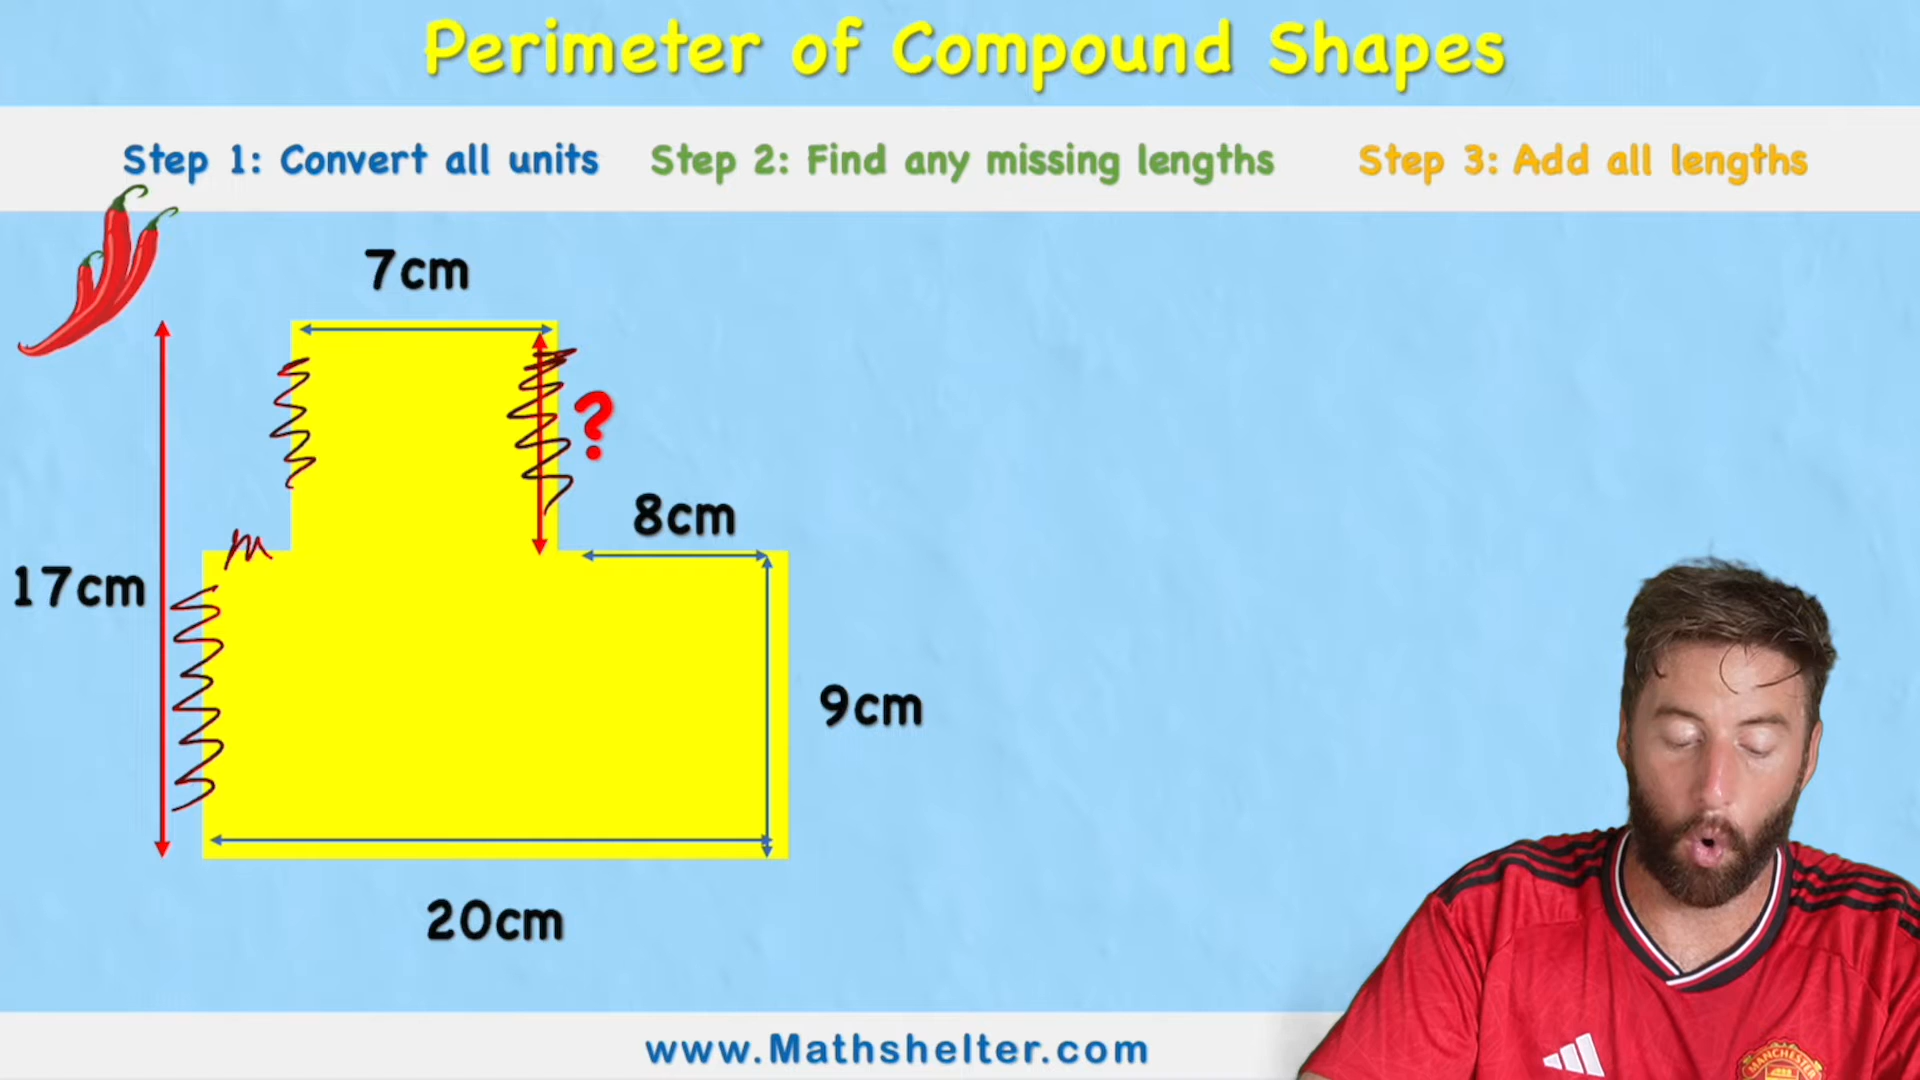 Perimeter of Compound Shapes
Step 1: Convert all units Step 2: Find any missing lengths Step 3: Add all lengths
7cm
?
8cm
17cm
9cm
20cm
www.Mathshelter.com
MANCHESTER